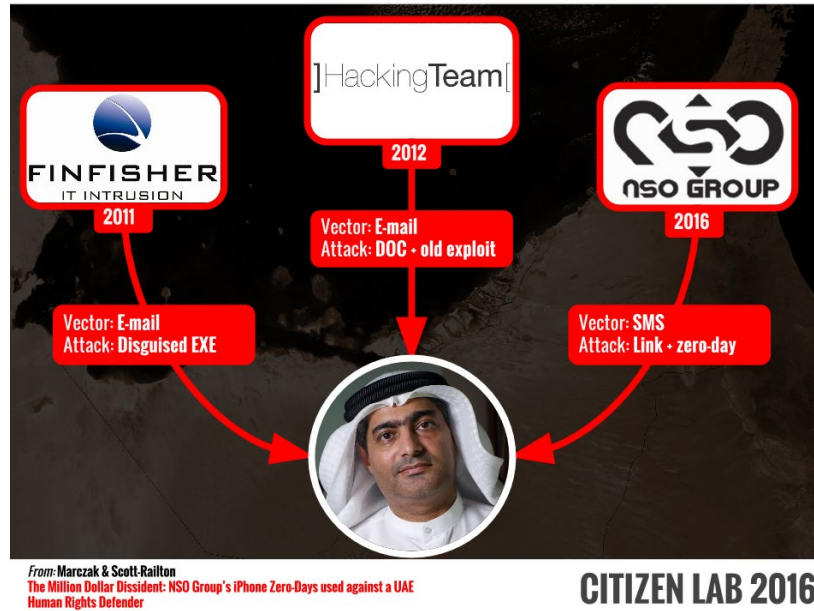 ]HackingTeam[
2012
FINFISHER
IT INTRUSION
2011
NSO GROUP
2016
Vector: E-mail
Attack: DOC + old exploit
Vector: E-mail
Attack: Disguised EXE
Vector: SMS
Attack: Link + zero-day
From: Marczak & Scott-Railton
The Million Dollar Dissident: NSO Group's iPhone Zero-Days used against a UAE
Human Rights Defender
CITIZEN LAB 2016